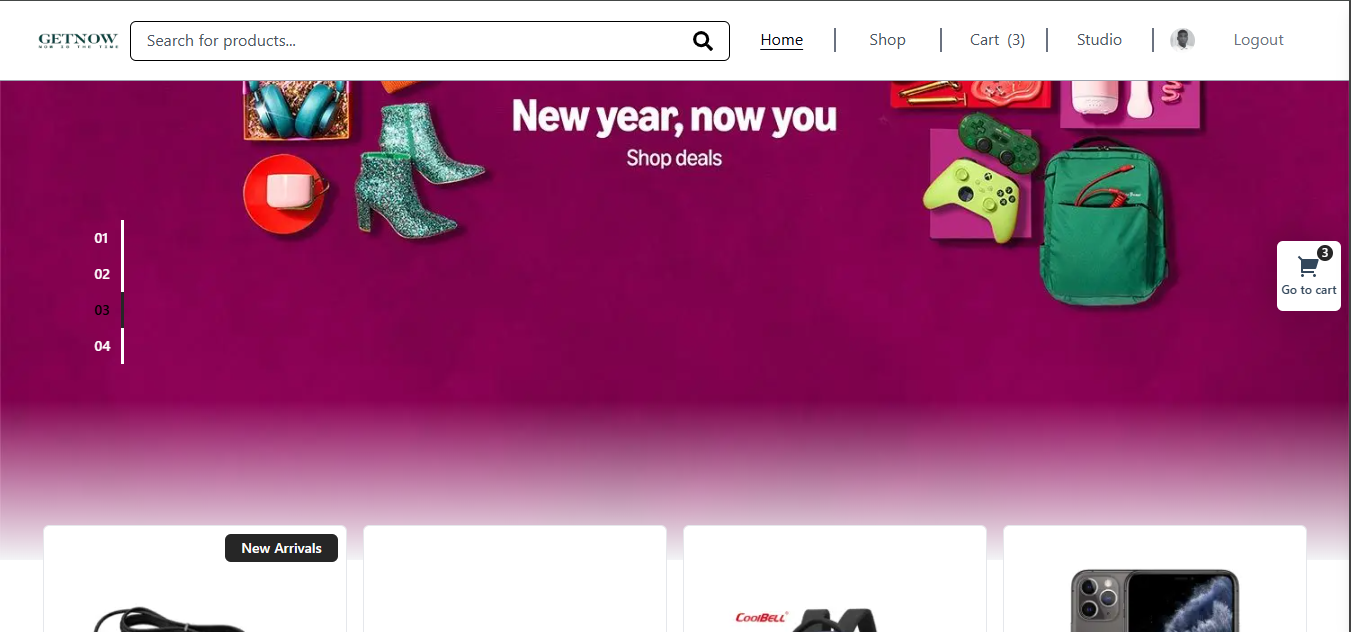 GETNOW
NOW IS THE TIME
Search for products...
Home
Shop
Cart (3)
Studio
Logout
New year, now you
Shop deals
01
02
03
04
3
Go to cart
New Arrivals
COOLBELL